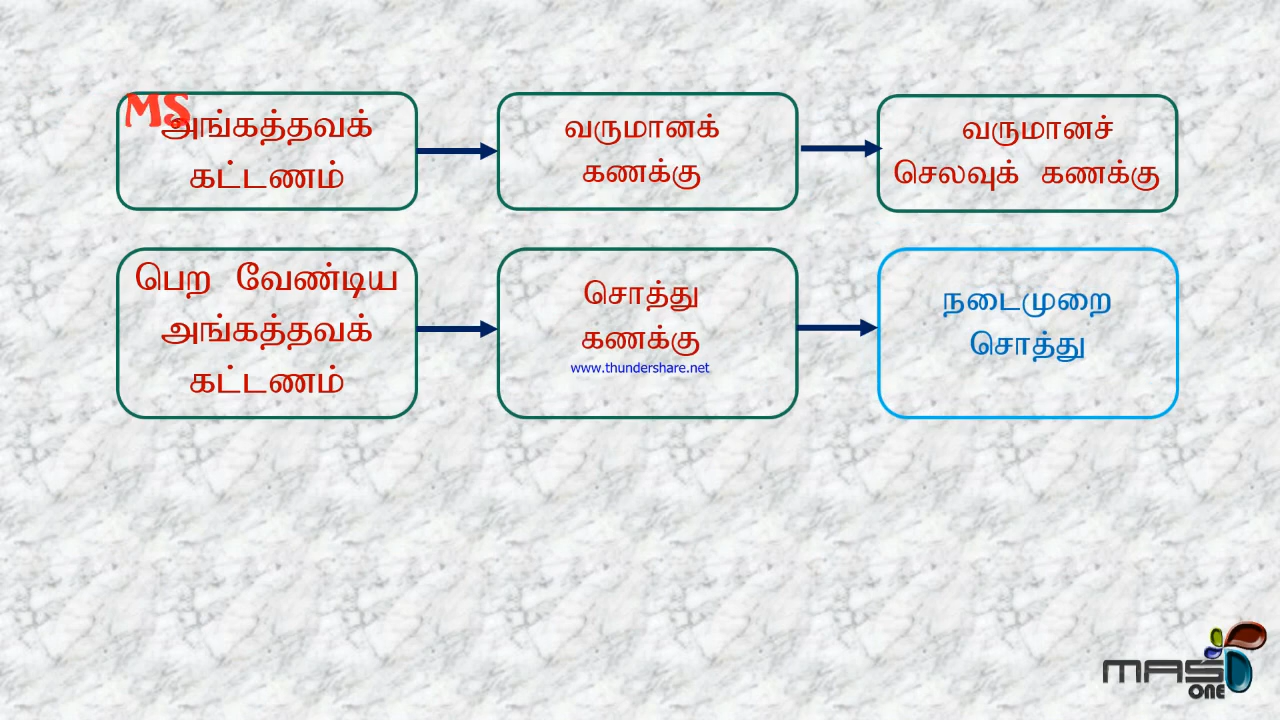 MS
அங்கத்தவக்
கட்டணம்
வருமானக்
கணக்கு
வருமானச்
செலவுக் கணக்கு
பெற வேண்டிய
அங்கத்தவக்
கட்டணம்
சொத்து
கணக்கு
www.thundershare.net
நடைமுறை
சொத்து
MAS
ONE